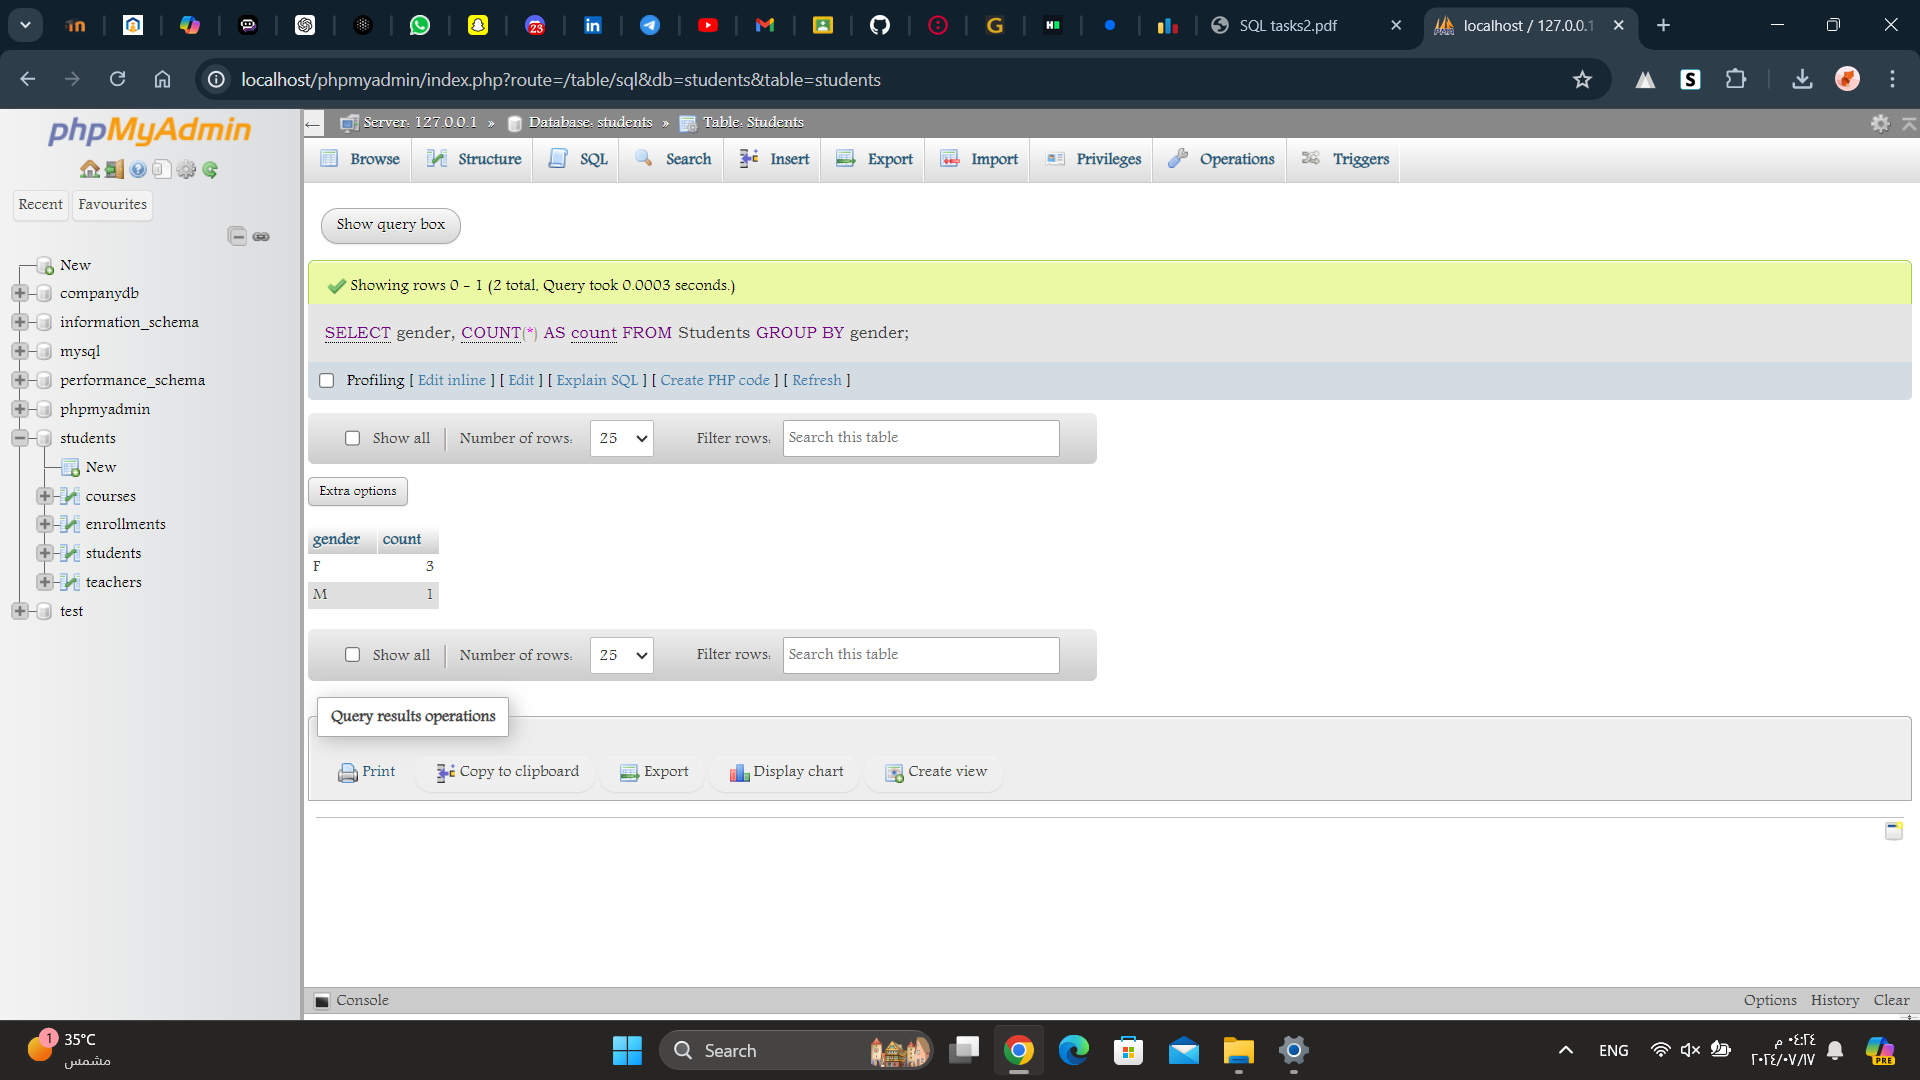 23
SQL tasks2.pdf
localhost / 127.0.0.1
localhost/phpmyadmin/index.php?route=/table/sql&db=students&table=students
phpMyAdmin
Recent
Favourites
New
companydb
information_schema
mysql
performance_schema
phpmyadmin
students
New
courses
enrollments
students
teachers
test
Server: 127.0.0.1 » Database: students » Table: Students
Browse
Structure
SQL
Search
Insert
Export
Import
Privileges
Operations
Triggers
Show query box
Showing rows 0 - 1 (2 total, Query took 0.0003 seconds.)
SELECT gender, COUNT(*) AS count FROM Students GROUP BY gender;
Profiling [ Edit inline ] [ Edit ] [ Explain SQL ] [ Create PHP code ] [ Refresh ]
Show all
Number of rows:
25
Filter rows:
Search this table
Extra options
gender count
F 3
M 1
Show all
Number of rows:
25
Filter rows:
Search this table
Query results operations
Print
Copy to clipboard
Export
Display chart
Create view
Console
Options
History
Clear
1
35°C
مشمس
Search
ENG
٠٤:٢٤ م
٢٠٢٤/٠٧/١٧
PRE